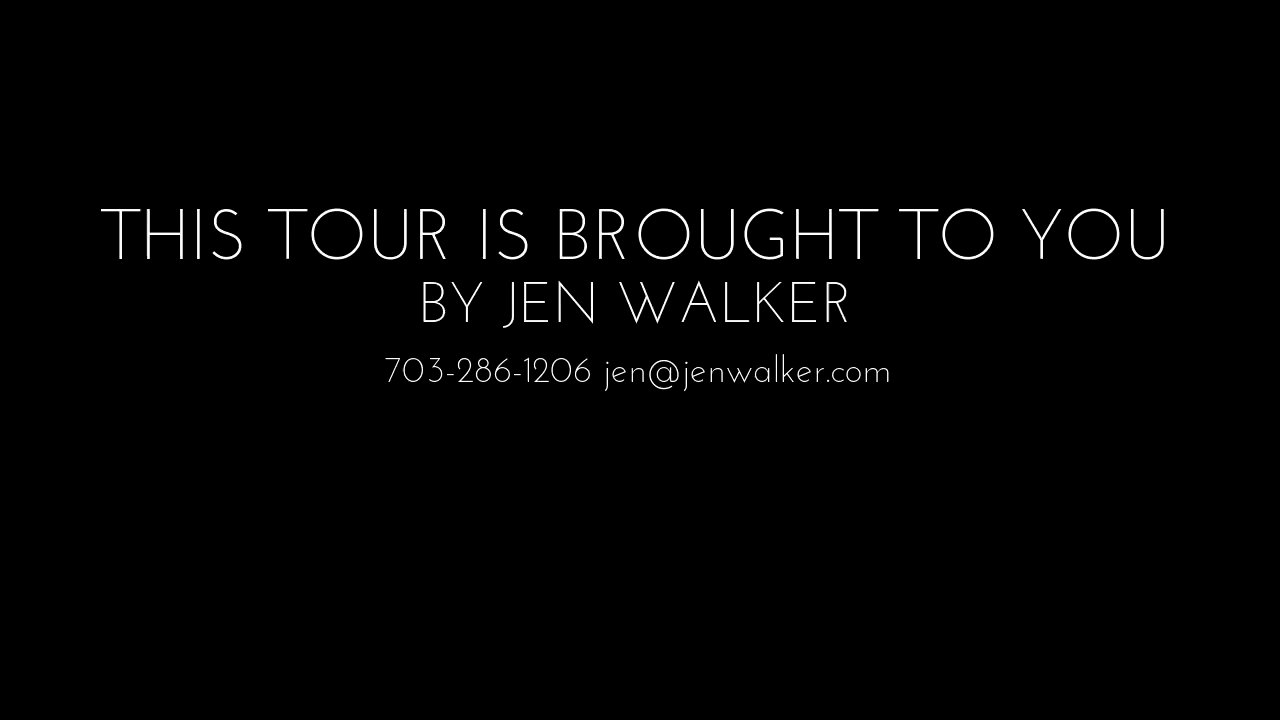 THIS TOUR IS BROUGHT TO YOU
BY JEN WALKER
703-286-1206 jen@jenwalker.com